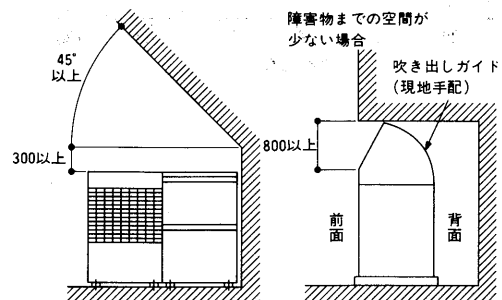 45°
以上
300以上
障害物までの空間が
少ない場合
吹き出しガイド
(現地手配)
800以上
前面
背面